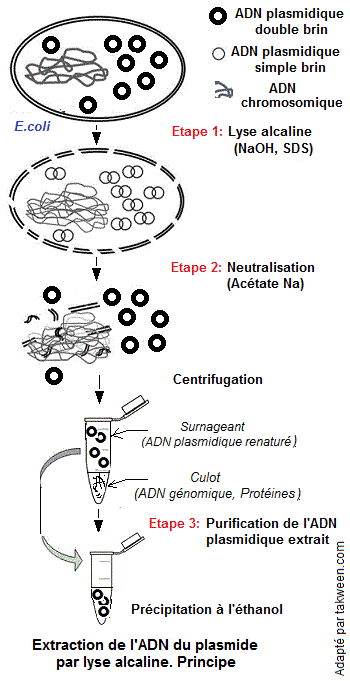 ADN plasmidique
double brin
ADN plasmidique
simple brin
ADN
chromosomique
E.coli
Etape 1: Lyse alcaline
(NaOH, SDS)
Etape 2: Neutralisation
(Acétate Na)
Centrifugation
Surnageant
(ADN plasmidique renaturé)
Culot
(ADN génomique, Protéines)
Etape 3: Purification de l'ADN
plasmidique extrait
Précipitation à l'éthanol
Extraction de l'ADN du plasmide
par lyse alcaline. Principe
Adapté par takween.com